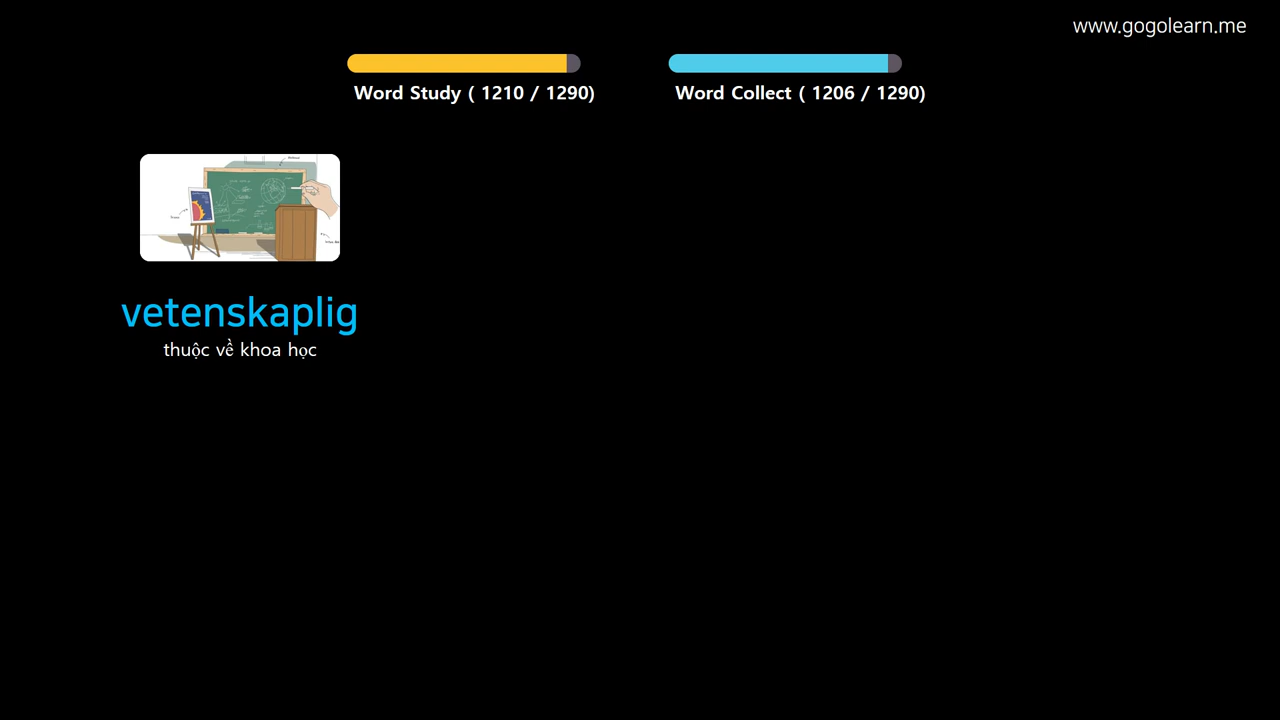 www.gogolearn.me
Word Study ( 1210 / 1290)
Word Collect ( 1206 / 1290)
vetenskaplig
thuộc về khoa học